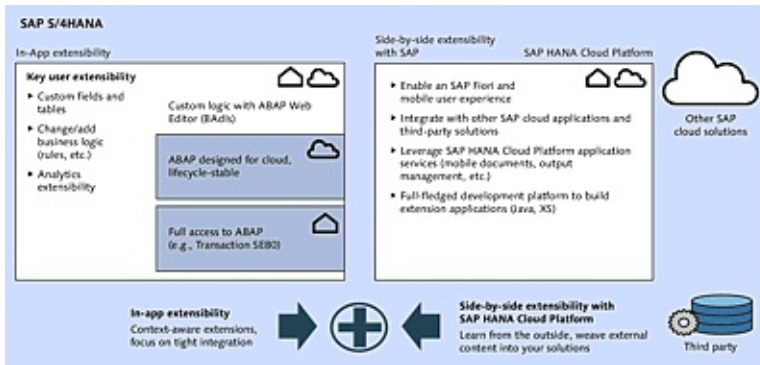 SAP S/4HANA
In-App extensibility
Key user extensibility
▸ Custom fields and
tables
▸ Change/add
business logic
(rules, etc.)
▸ Analytics
extensibility
Custom logic with ABAP Web
Editor (BAdIs)
ABAP designed for cloud,
lifecycle-stable
Full access to ABAP
(e.g., Transaction SE80)
Side-by-side extensibility
with SAP
SAP HANA Cloud Platform
▸ Enable an SAP Fiori and
mobile user experience
▸ Integrate with other SAP cloud applications and
third-party solutions
▸ Leverage SAP HANA Cloud Platform application
services (mobile documents, output
management, etc.)
▸ Full-fledged development platform to build
extension applications (Java, XS)
Other SAP
cloud solutions
In-app extensibility
Context-aware extensions,
focus on tight integration
Side-by-side extensibility with
SAP HANA Cloud Platform
Learn from the outside, weave external
content into your solutions
Third party